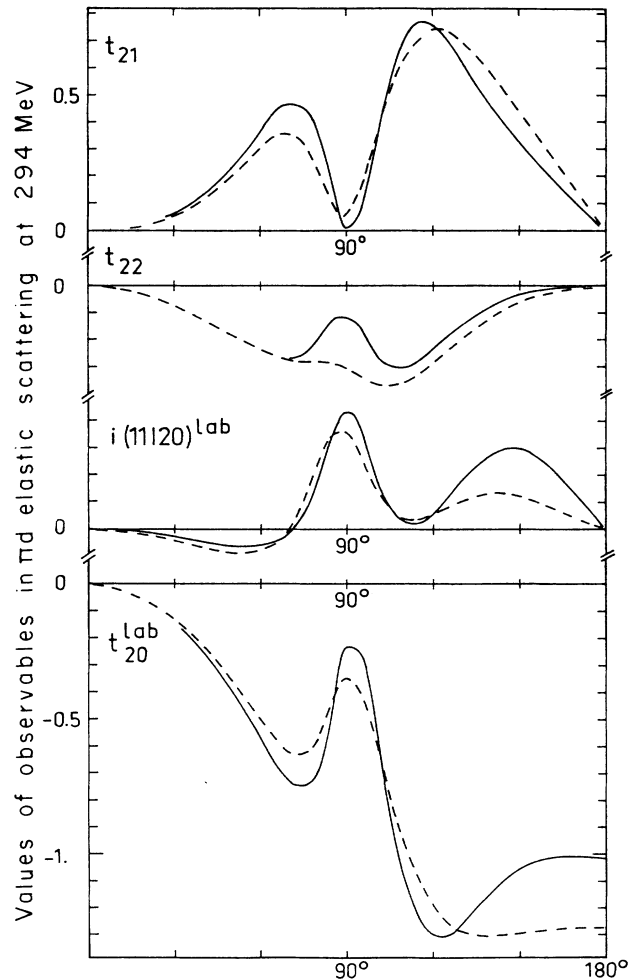 Values of observables in πd elastic scattering at 294 MeV
t21
0.5
0
90°
t22
0
i(11|20)lab
0
90°
0
90°
t20lab
-0.5
-1.
90°
180°